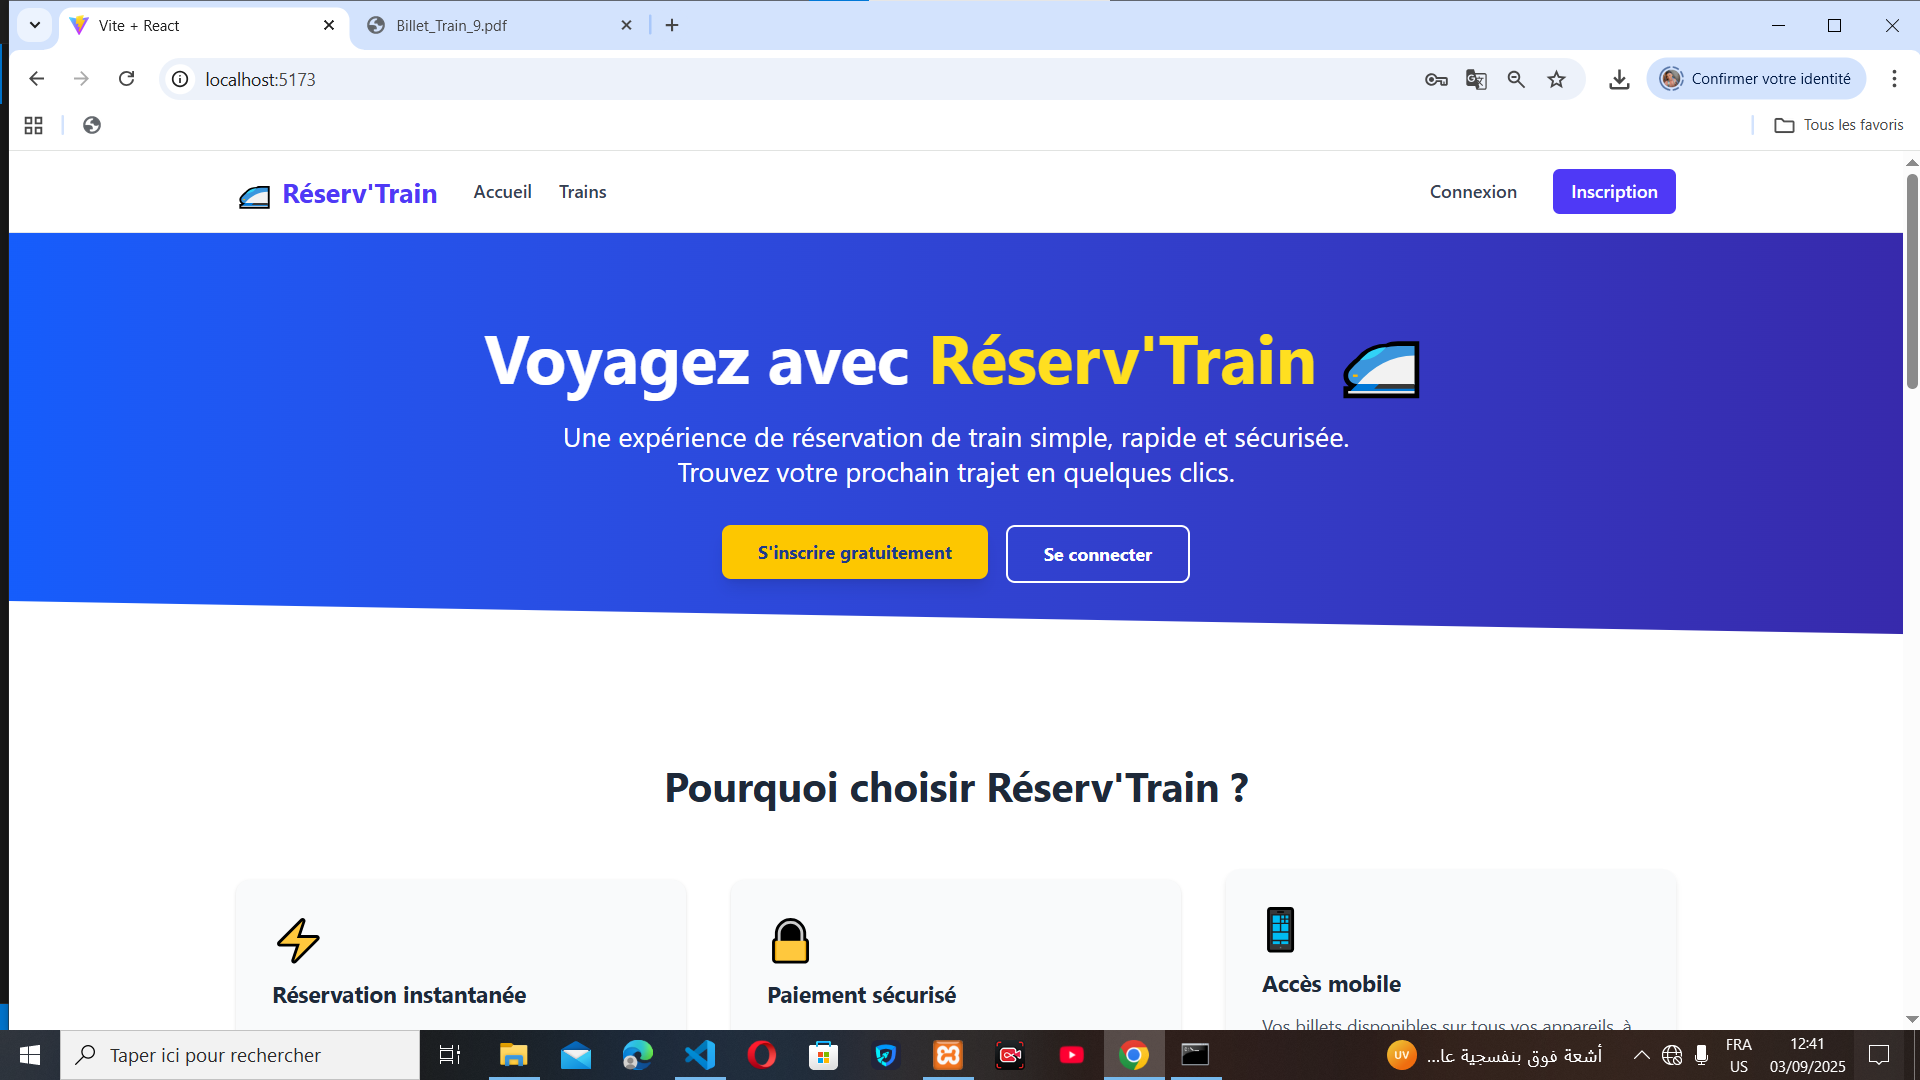 Vite + React
Billet_Train_9.pdf
localhost:5173
Confirmer votre identité
Tous les favoris
Réserv'Train
Accueil
Trains
Connexion
Inscription
Voyagez avec Réserv'Train
Une expérience de réservation de train simple, rapide et sécurisée.
Trouvez votre prochain trajet en quelques clics.
S'inscrire gratuitement
Se connecter
Pourquoi choisir Réserv'Train ?
Réservation instantanée
Paiement sécurisé
Accès mobile
Vos billets disponibles sur tous vos appareils, à
Taper ici pour rechercher
UV
أشعة فوق بنفسجية عا...
FRA
US
12:41
03/09/2025